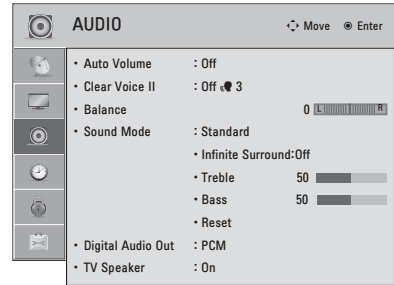 AUDIO Move Enter
• Auto Volume : Off
• Clear Voice II : Off 3
• Balance 0 L R
• Sound Mode : Standard
• Infinite Surround:Off
• Treble 50
• Bass 50
• Reset
• Digital Audio Out : PCM
• TV Speaker : On